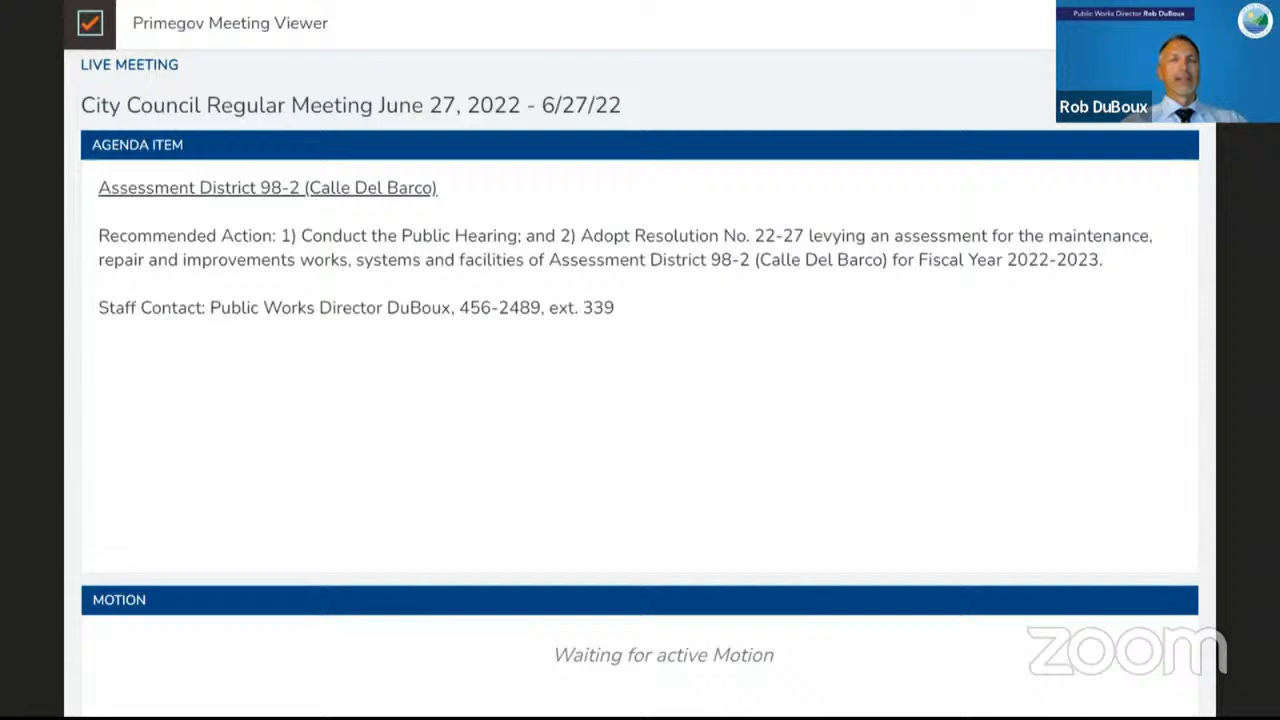 Primegov Meeting Viewer
Public Works Director Rob DuBoux
LIVE MEETING
City Council Regular Meeting June 27, 2022 - 6/27/22
Rob DuBoux
AGENDA ITEM
Assessment District 98-2 (Calle Del Barco)
Recommended Action: 1) Conduct the Public Hearing; and 2) Adopt Resolution No. 22-27 levying an assessment for the maintenance,
repair and improvements works, systems and facilities of Assessment District 98-2 (Calle Del Barco) for Fiscal Year 2022-2023.
Staff Contact: Public Works Director DuBoux, 456-2489, ext. 339
MOTION
Waiting for active Motion
zoom